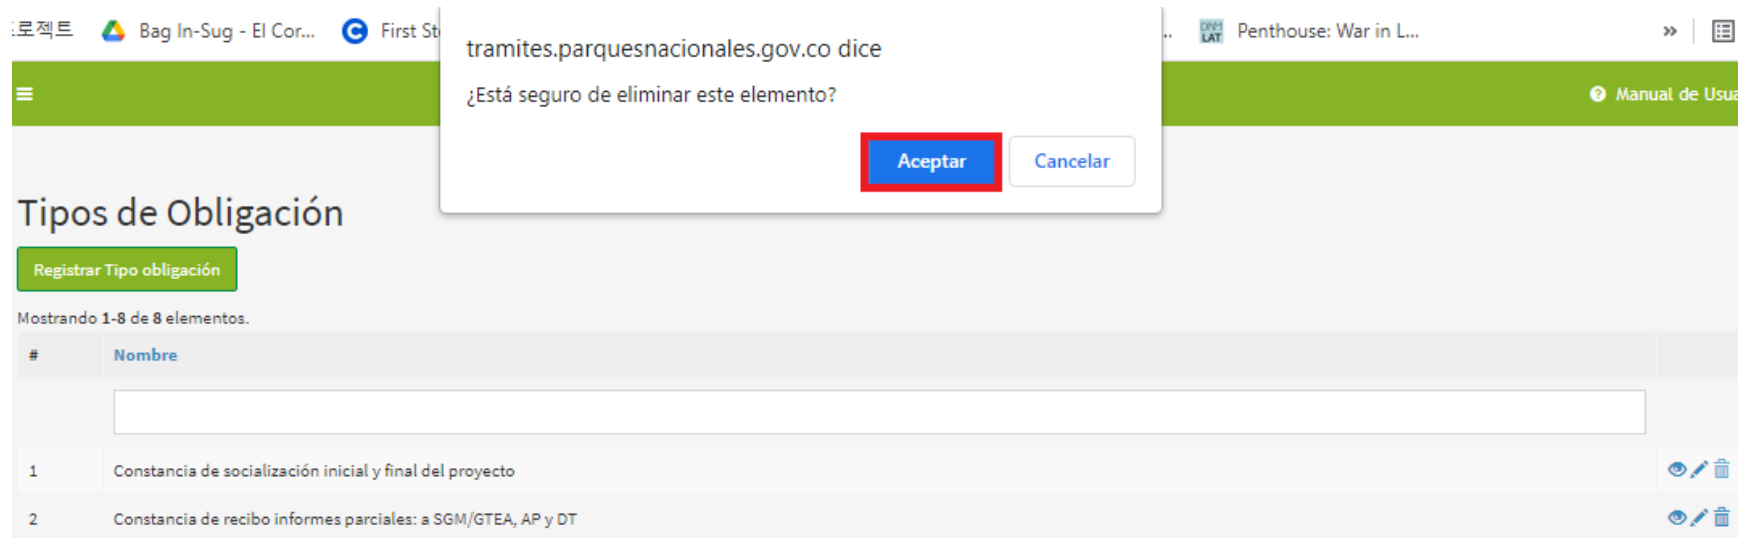 로젝트 Bag In-Sug - El Cor... First St .. DNM LAT Penthouse: War in L... »
tramites.parquesnacionales.gov.co dice
¿Está seguro de eliminar este elemento?
Manual de Usua
Aceptar Cancelar
Tipos de Obligación
Registrar Tipo obligación
Mostrando 1-8 de 8 elementos.
# Nombre
1 Constancia de socialización inicial y final del proyecto
2 Constancia de recibo informes parciales: a SGM/GTEA, AP y DT